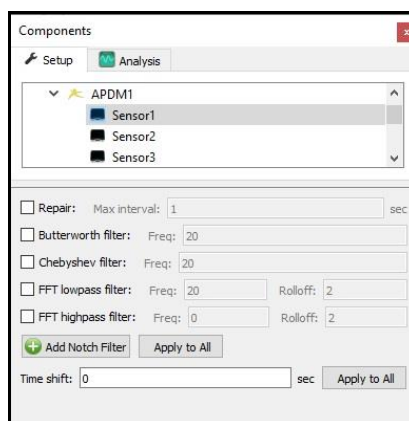 Components
Setup Analysis
APDM1
Sensor1
Sensor2
Sensor3
Repair: Max interval: 1 sec
Butterworth filter: Freq: 20
Chebyshev filter: Freq: 20
FFT lowpass filter: Freq: 20 Rolloff: 2
FFT highpass filter: Freq: 0 Rolloff: 2
Add Notch Filter Apply to All
Time shift: 0 sec Apply to All